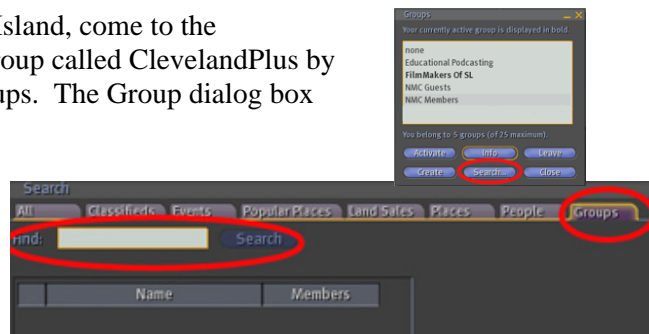 Island, come to the
roup called ClevelandPlus by
ups. The Group dialog box
Groups
Your currently active group is displayed in bold.
none
Educational Podcasting
FilmMakers Of SL
NMC Guests
NMC Members
You belong to 5 groups (of 25 maximum).
Activate Info Leave
Create Search... Close
Search
All Classifieds Events Popular Places Land Sales Places People Groups
Find: Search
Name Members